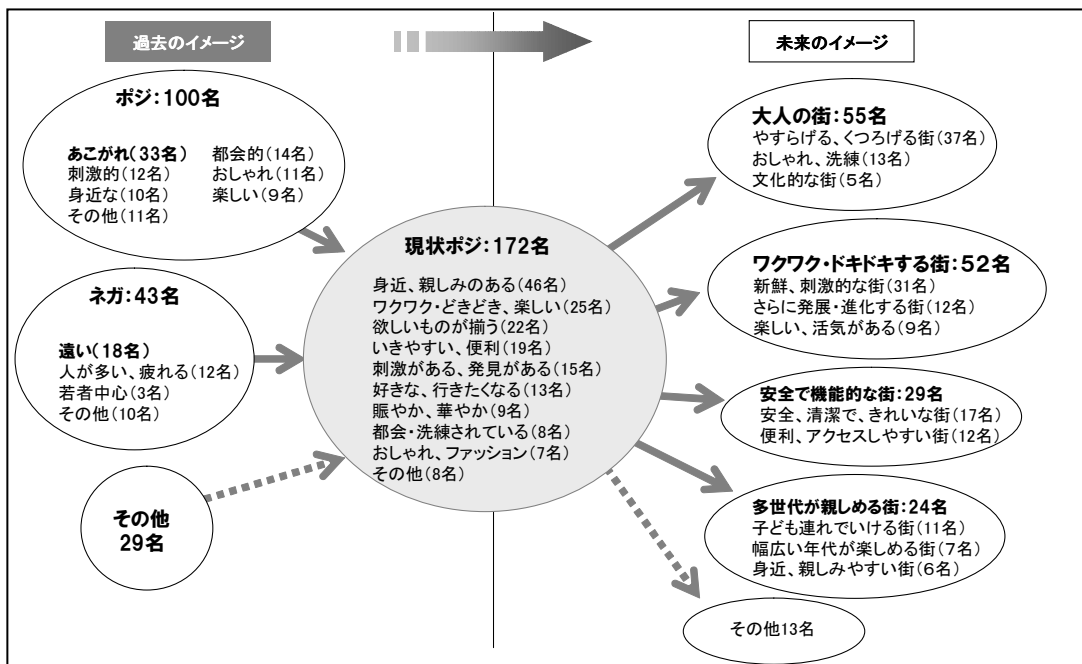 過去のイメージ
未来のイメージ
ポジ:100名
あこがれ(33名) 都会的(14名)
刺激的(12名) おしゃれ(11名)
身近な(10名) 楽しい(9名)
その他(11名)
ネガ:43名
遠い(18名)
人が多い、疲れる(12名)
若者中心(3名)
その他(10名)
その他
29名
現状ポジ:172名
身近、親しみのある(46名)
ワクワク・どきどき、楽しい(25名)
欲しいものが揃う(22名)
いきやすい、便利(19名)
刺激がある、発見がある(15名)
好きな、行きたくなる(13名)
賑やか、華やか(9名)
都会・洗練されている(8名)
おしゃれ、ファッション(7名)
その他(8名)
大人の街:55名
やすらげる、くつろげる街(37名)
おしゃれ、洗練(13名)
文化的な街(5名)
ワクワク・ドキドキする街:52名
新鮮、刺激的な街(31名)
さらに発展・進化する街(12名)
楽しい、活気がある(9名)
安全で機能的な街:29名
安全、清潔で、きれいな街(17名)
便利、アクセスしやすい街(12名)
多世代が親しめる街:24名
子ども連れでいける街(11名)
幅広い年代が楽しめる街(7名)
身近、親しみやすい街(6名)
その他13名